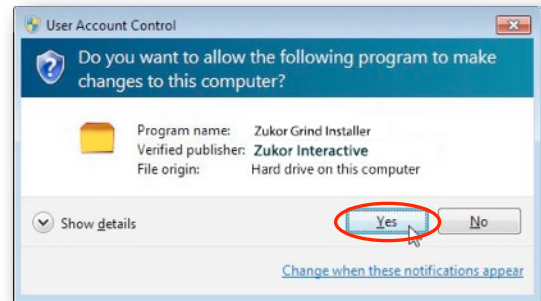 User Account Control
Do you want to allow the following program to make
changes to this computer?
Program name: Zukor Grind Installer
Verified publisher: Zukor Interactive
File origin: Hard drive on this computer
Show details
Yes
No
Change when these notifications appear